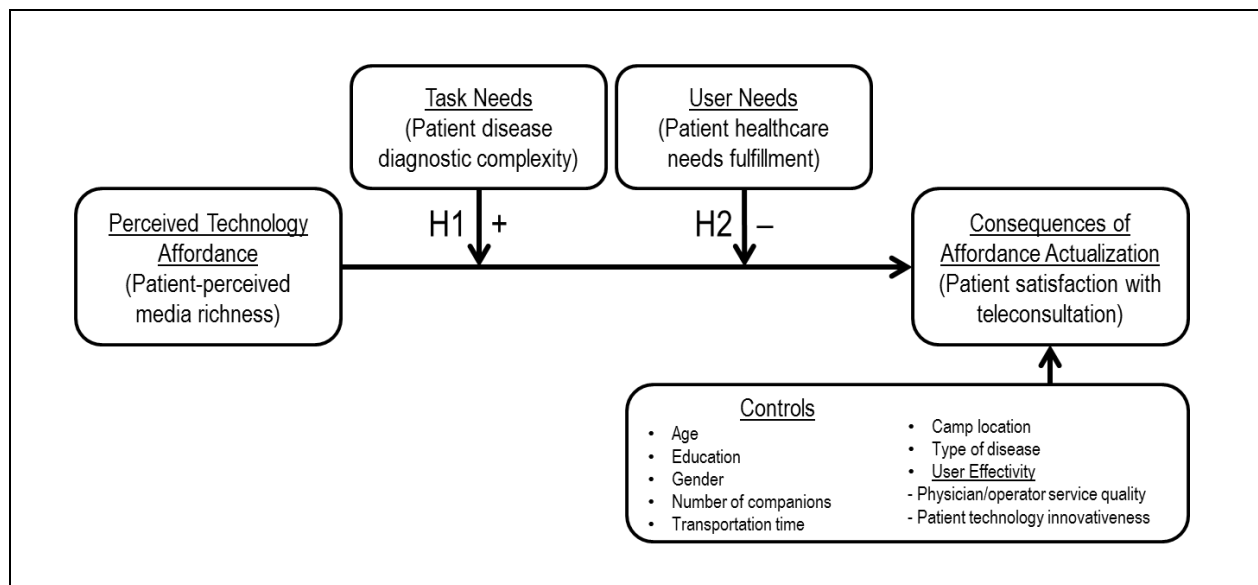 Task Needs
(Patient disease
diagnostic complexity)
User Needs
(Patient healthcare
needs fulfillment)
H1 +
H2 –
Perceived Technology
Affordance
(Patient-perceived
media richness)
Consequences of
Affordance Actualization
(Patient satisfaction with
teleconsultation)
Controls
• Age
• Education
• Gender
• Number of companions
• Transportation time
• Camp location
• Type of disease
• User Effectivity
- Physician/operator service quality
- Patient technology innovativeness